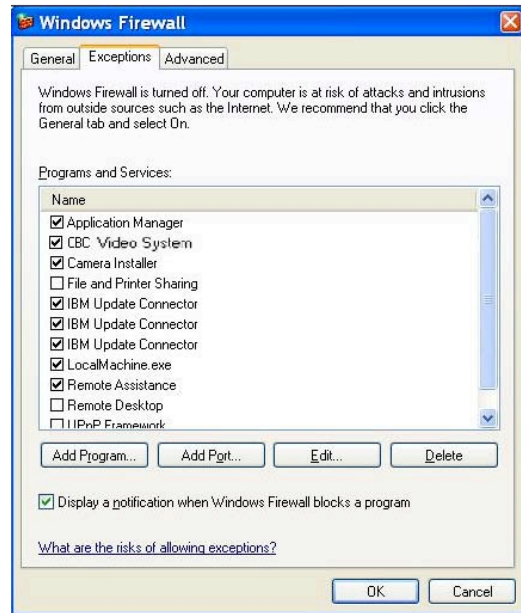 Windows Firewall
General Exceptions Advanced
Windows Firewall is turned off. Your computer is at risk of attacks and intrusions
from outside sources such as the Internet. We recommend that you click the
General tab and select On.
Programs and Services:
Name
Application Manager
CBC Video System
Camera Installer
File and Printer Sharing
IBM Update Connector
IBM Update Connector
IBM Update Connector
LocalMachine.exe
Remote Assistance
Remote Desktop
UPnP Framework
Add Program... Add Port... Edit... Delete
Display a notification when Windows Firewall blocks a program
What are the risks of allowing exceptions?
OK Cancel